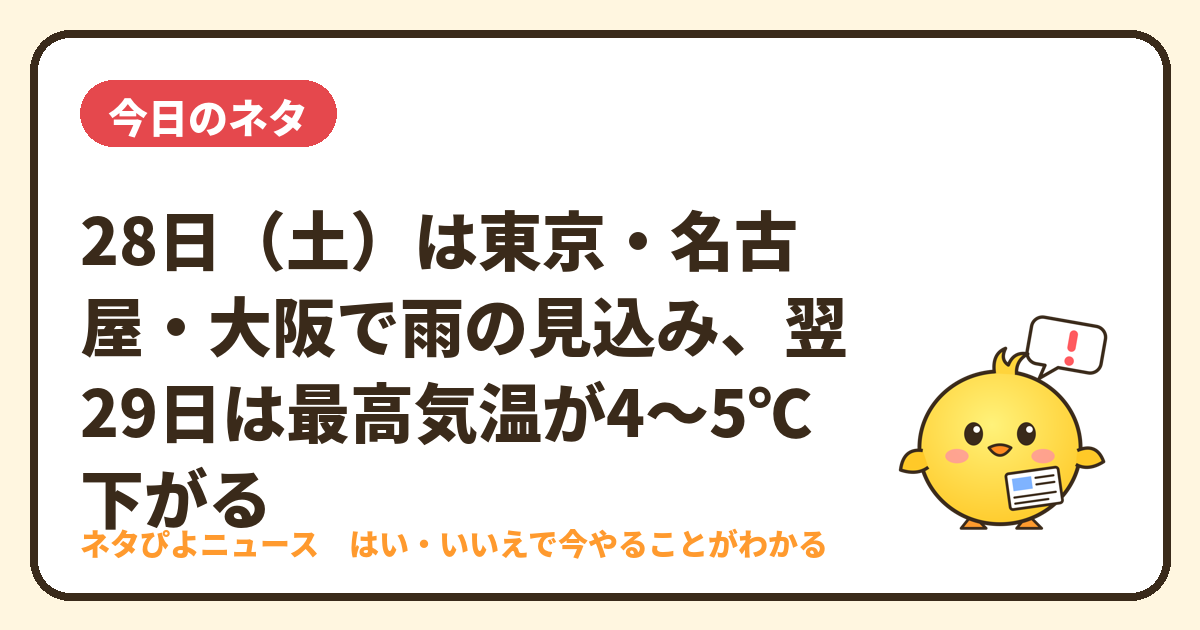 今日のネタ
28日（土）は東京・名古
屋・大阪で雨の見込み、翌
29日は最高気温が4〜5℃
下がる
ネタぴよニュース　はい・いいえで今やることがわかる
!